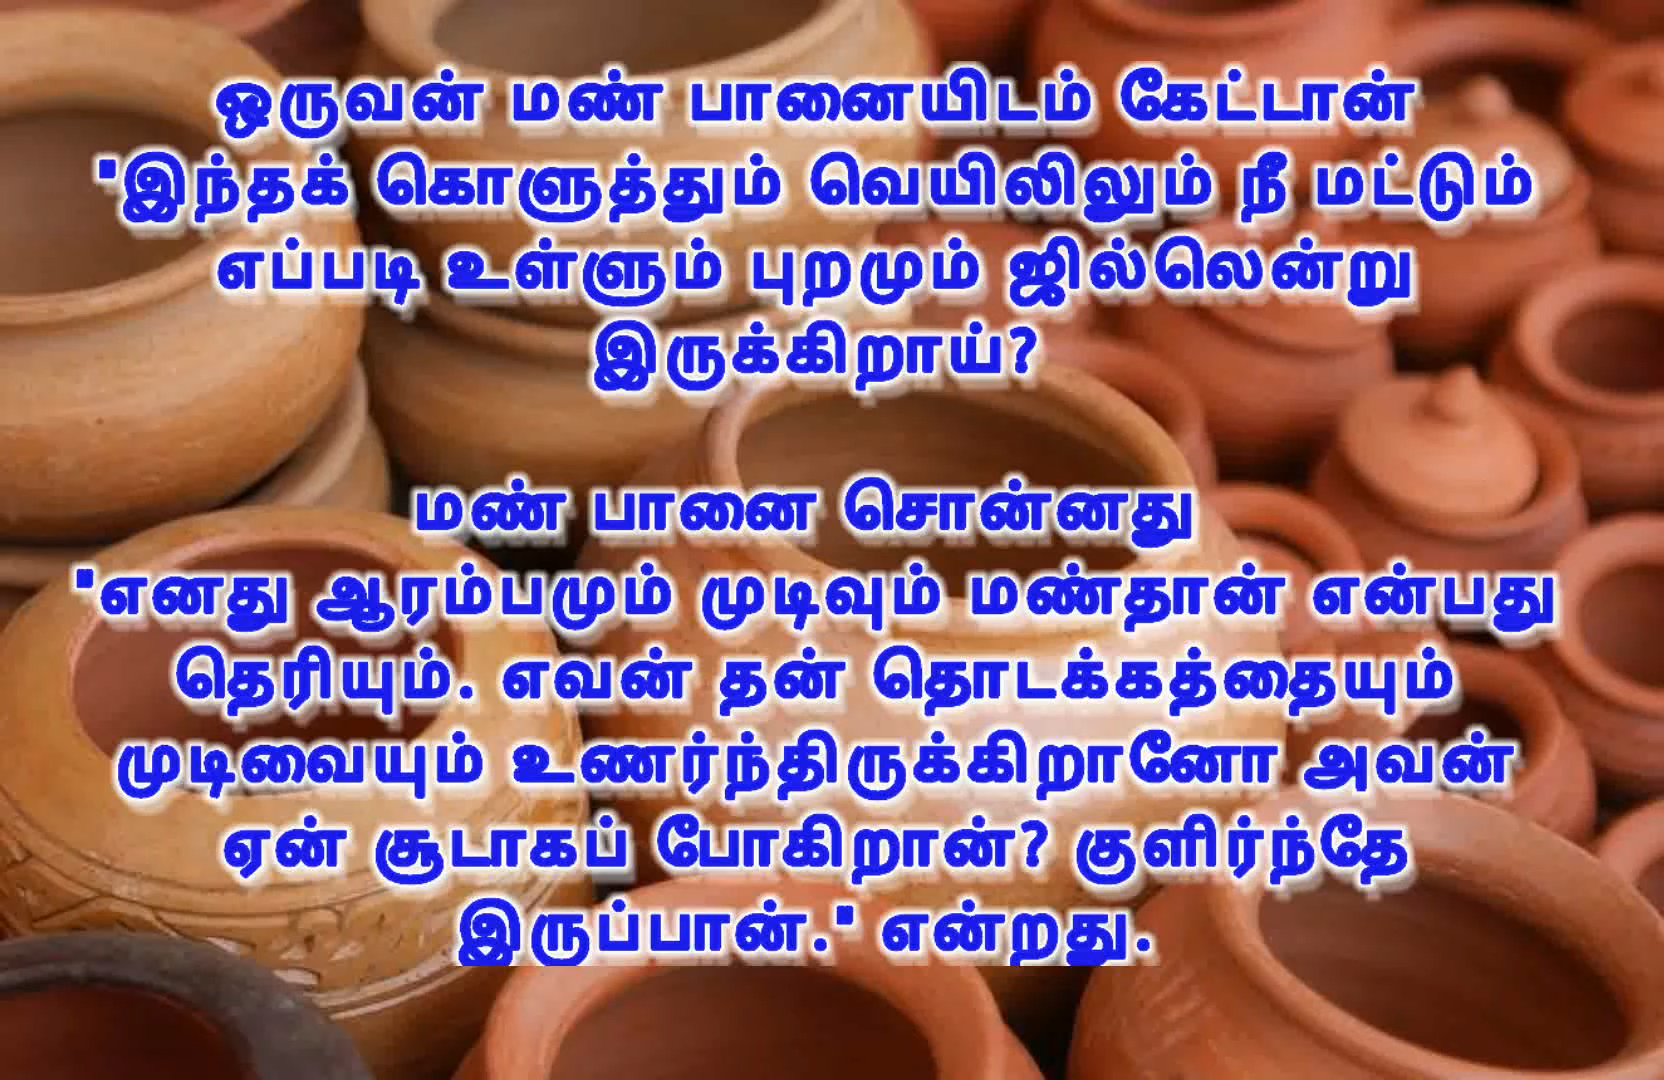 ஒருவன் மண் பானையிடம் கேட்டான்
"இந்தக் கொளுத்தும் வெயிலிலும் நீ மட்டும்
எப்படி உள்ளும் புறமும் ஜில்லென்று
இருக்கிறாய்?
மண் பானை சொன்னது
"எனது ஆரம்பமும் முடிவும் மண்தான் என்பது
தெரியும். எவன் தன் தொடக்கத்தையும்
முடிவையும் உணர்ந்திருக்கிறானோ அவன்
ஏன் சூடாகப் போகிறான்? குளிர்ந்தே
இருப்பான்." என்றது.